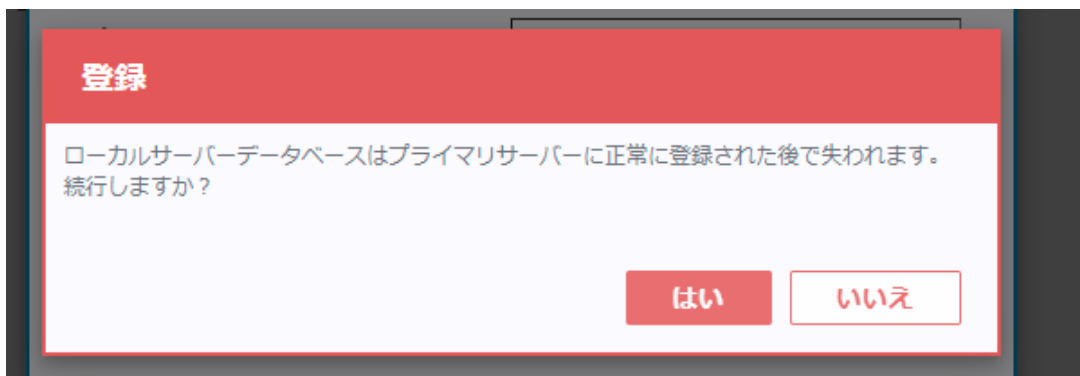 登録
ローカルサーバーデータベースはプライマリサーバーに正常に登録された後で失われます。
続行しますか？
はい
いいえ